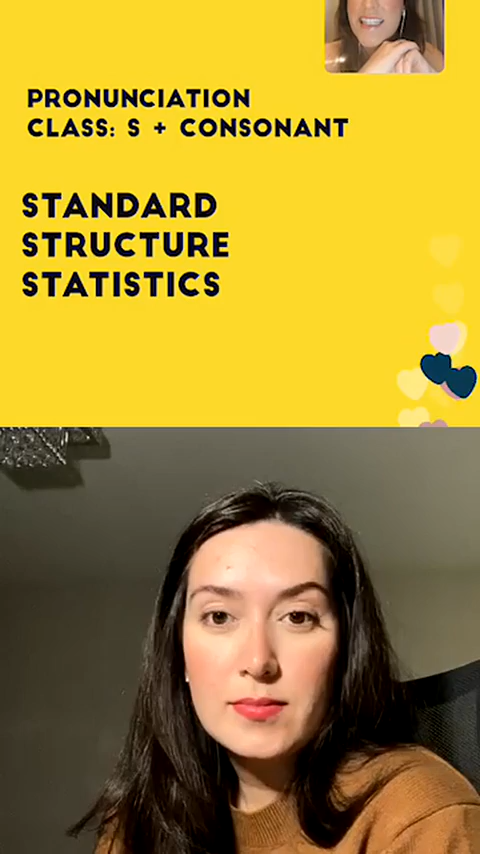 PRONUNCIATION
CLASS: S + CONSONANT
STANDARD
STRUCTURE
STATISTICS